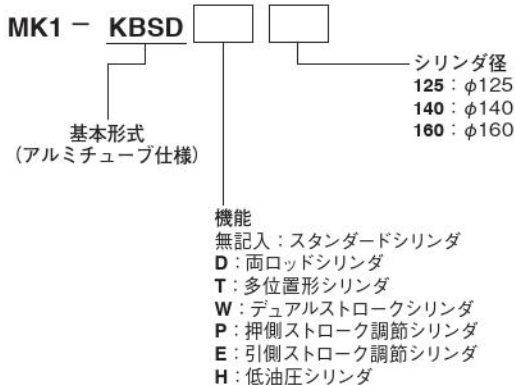 MK1 － KBSD
シリンダ径
125：φ125
140：φ140
160：φ160
基本形式
（アルミチューブ仕様）
機能
無記入：スタンダードシリンダ
D：両ロッドシリンダ
T：多位置形シリンダ
W：デュアルストロークシリンダ
P：押側ストローク調節シリンダ
E：引側ストローク調節シリンダ
H：低油圧シリンダ